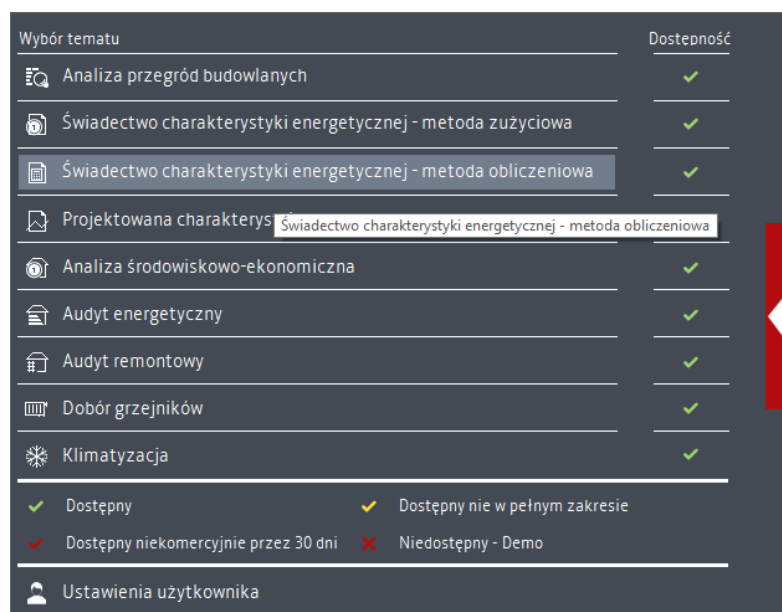 Wybór tematu Dostępność
Analiza przegród budowlanych
Świadectwo charakterystyki energetycznej - metoda zużyciowa
Świadectwo charakterystyki energetycznej - metoda obliczeniowa
Projektowana charakterys
Świadectwo charakterystyki energetycznej - metoda obliczeniowa
Analiza środowiskowo-ekonomiczna
Audyt energetyczny
Audyt remontowy
Dobór grzejników
Klimatyzacja
Dostępny Dostępny nie w pełnym zakresie
Dostępny niekomercyjnie przez 30 dni Niedostępny - Demo
Ustawienia użytkownika